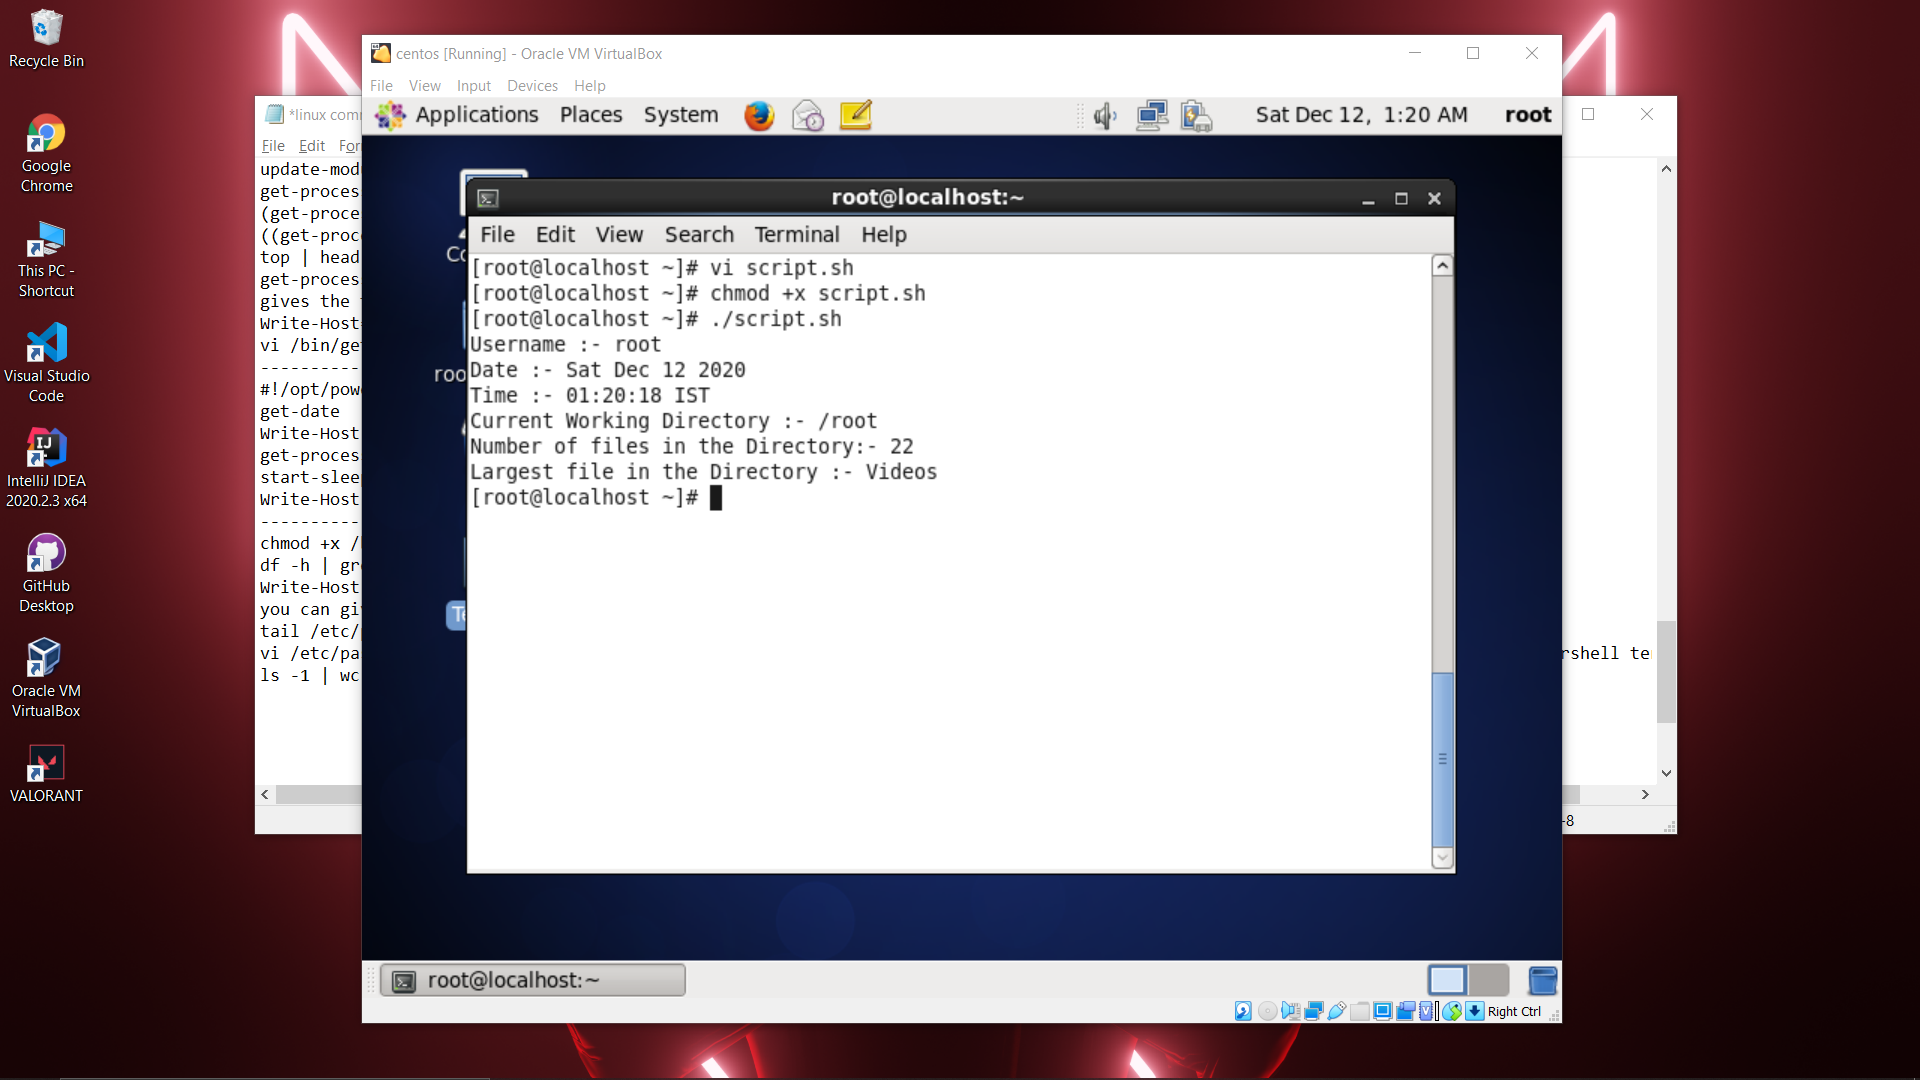 Recycle Bin
Google
Chrome
This PC -
Shortcut
Visual Studio
Code
IntelliJ IDEA
2020.2.3 x64
GitHub
Desktop
Oracle VM
VirtualBox
VALORANT
*linux com
File Edit For
update-mod
get-proces
(get-proce
((get-proc
top | head
get-proces
gives the
Write-Host
vi /bin/ge
----------
#!/opt/pow
get-date
Write-Host
get-proces
start-slee
Write-Host
----------
chmod +x /
df -h | gr
Write-Host
you can gi
tail /etc/
vi /etc/pa
rshell te
ls -1 | wc
-8
centos [Running] - Oracle VM VirtualBox
File View Input Devices Help
Applications Places System Sat Dec 12, 1:20 AM root
Co
roo
Te
root@localhost:~
File Edit View Search Terminal Help
[root@localhost ~]# vi script.sh
[root@localhost ~]# chmod +x script.sh
[root@localhost ~]# ./script.sh
Username :- root
Date :- Sat Dec 12 2020
Time :- 01:20:18 IST
Current Working Directory :- /root
Number of files in the Directory:- 22
Largest file in the Directory :- Videos
[root@localhost ~]#
root@localhost:~
Right Ctrl